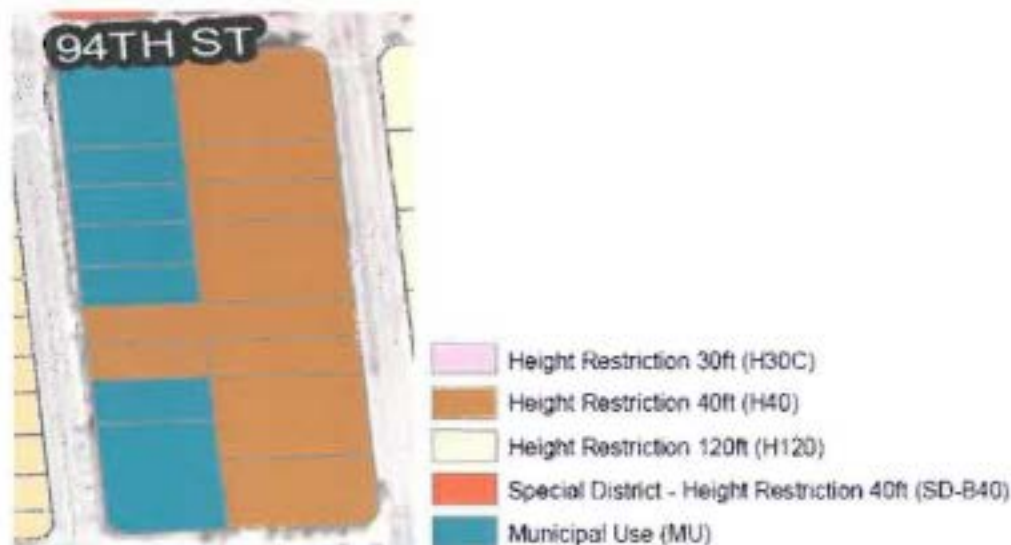 94TH ST
Height Restriction 30ft (H30C)
Height Restriction 40ft (H40)
Height Restriction 120ft (H120)
Special District - Height Restriction 40ft (SD-B40)
Municipal Use (MU)